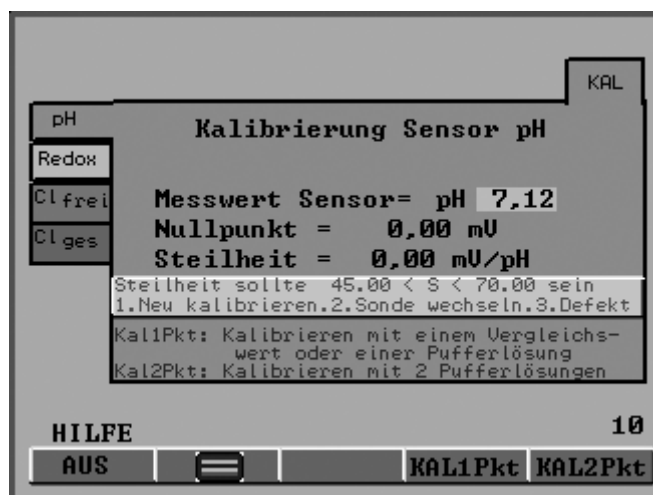 KAL
pH
Kalibrierung Sensor pH
Redox
Cl frei
Messwert Sensor= pH 7,12
Cl ges
Nullpunkt = 0,00 mV
Steilheit = 0,00 mV/pH
Steilheit sollte 45.00 < S < 70.00 sein
1.Neu kalibrieren.2.Sonde wechseln.3.Defekt
Kal1Pkt: Kalibrieren mit einem Vergleichs-
wert oder einer Pufferlösung
Kal2Pkt: Kalibrieren mit 2 Pufferlösungen
HILFE
10
AUS
KAL1Pkt
KAL2Pkt